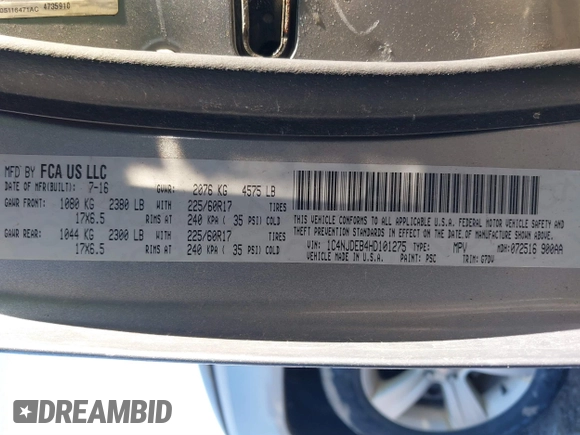 05116471AC 4735910
MFD BY FCA US LLC
DATE OF MFR(BUILT): 7-16 GVWR: 2076 KG 4575 LB
GAWR FRONT: 1080 KG 2380 LB WITH 225/60R17
17X6.5 RIMS AT 240 KPA ( 35 PSI) COLD
GAWR REAR: 1044 KG 2300 LB WITH 225/60R17
17X6.5 RIMS AT 240 KPA ( 35 PSI) COLD
THIS VEHICLE CONFORMS TO ALL APPLICABLE U.S.A. FEDERAL MOTOR VEHICLE SAFETY AND
THEFT PREVENTION STANDARDS IN EFFECT ON THE DATE OF MANUFACTURE SHOWN ABOVE.
VIN: 1C4NJDEB4HD101275 TYPE: MPV MDH: 072516 900AA
VEHICLE MADE IN U.S.A. PAINT: PSC TRIM: G7DV
DREAMBID